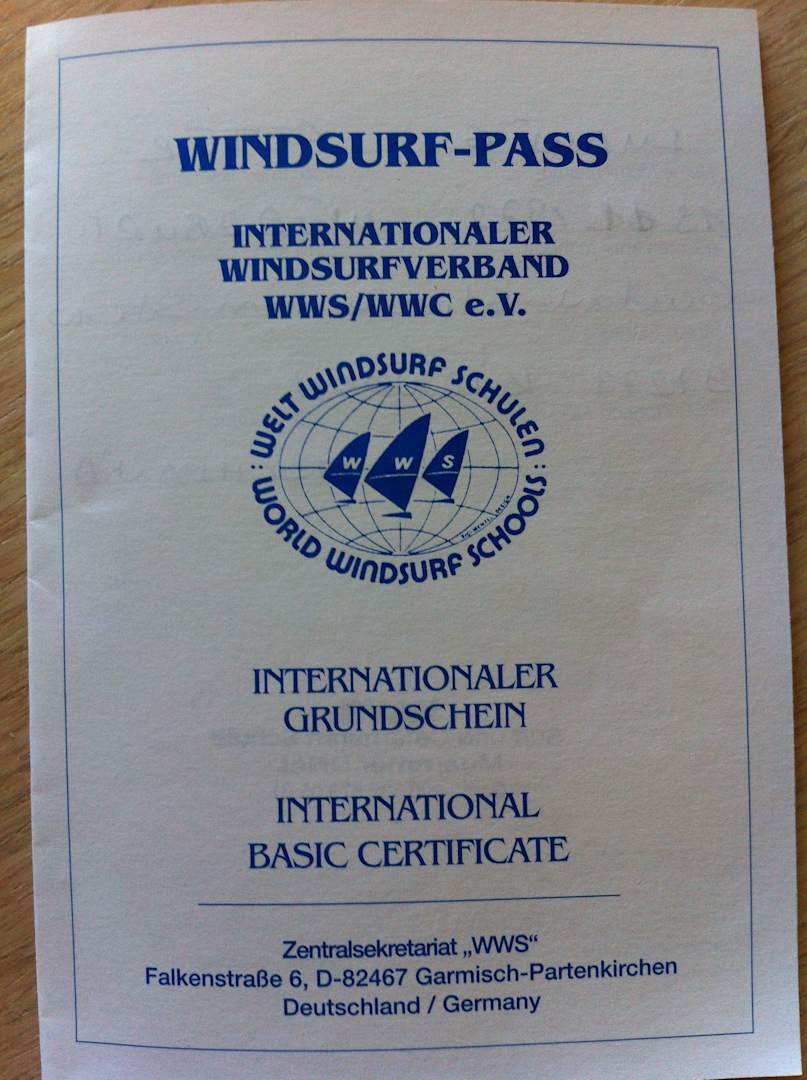 WINDSURF-PASS
INTERNATIONALER
WINDSURFVERBAND
WWS/WWC e.V.
: WELT WINDSURF SCHULEN :
W W S
WORLD WINDSURF SCHOOLS
INTERNATIONALER
GRUNDSCHEIN
INTERNATIONAL
BASIC CERTIFICATE
Zentralsekretariat „WWS“
Falkenstraße 6, D-82467 Garmisch-Partenkirchen
Deutschland / Germany